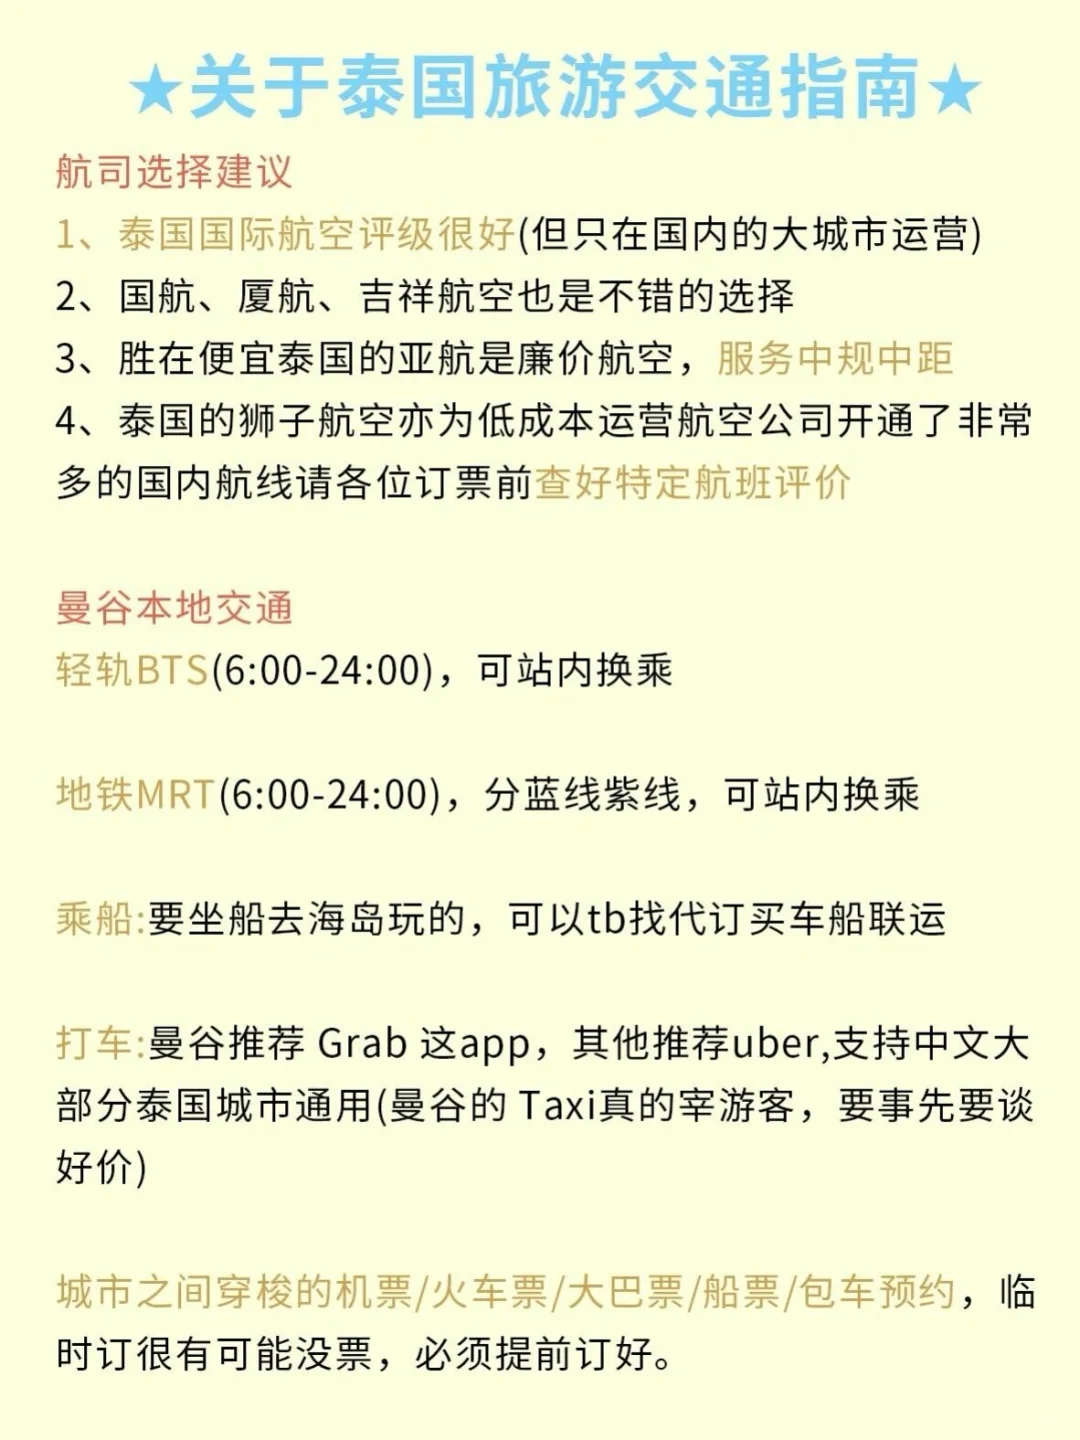 ★关于泰国旅游交通指南★
航司选择建议
1、泰国国际航空评级很好(但只在国内的大城市运营)
2、国航、厦航、吉祥航空也是不错的选择
3、胜在便宜泰国的亚航是廉价航空，服务中规中距
4、泰国的狮子航空亦为低成本运营航空公司开通了非常
多的国内航线请各位订票前查好特定航班评价
曼谷本地交通
轻轨BTS(6:00-24:00)，可站内换乘
地铁MRT(6:00-24:00)，分蓝线紫线，可站内换乘
乘船:要坐船去海岛玩的，可以tb找代订买车船联运
打车:曼谷推荐 Grab 这app，其他推荐uber,支持中文大
部分泰国城市通用(曼谷的 Taxi真的宰游客，要事先要谈
好价)
城市之间穿梭的机票/火车票/大巴票/船票/包车预约，临
时订很有可能没票，必须提前订好。